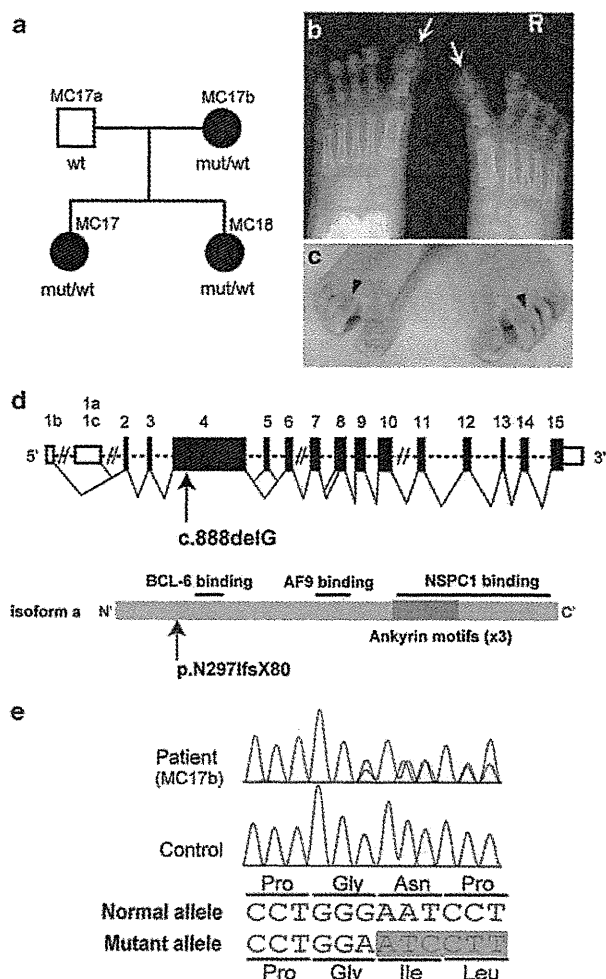 a
MC17a MC17b
wt mut/wt
MC17 MC18
mut/wt mut/wt
b R
c
d
1a
1b 1c 2 3 4 5 6 7 8 9 10 11 12 13 14 15
5' 3'
c.888delG
BCL-6 binding AF9 binding NSPC1 binding
isoform a N' C'
Ankyrin motifs (x3)
p.N297IfsX80
e
Patient
(MC17b)
Control
Pro Gly Asn Pro
Normal allele CCTGGGAATCCT
Mutant allele CCTGGAATCCTT
Pro Gly Ile Leu